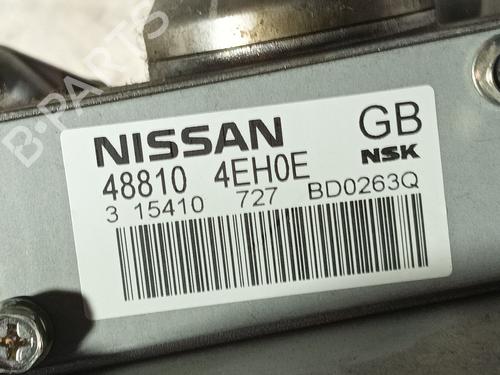 NISSAN GB
48810 4EH0E NSK
3 15410 727 BD0263Q
B-PARTS